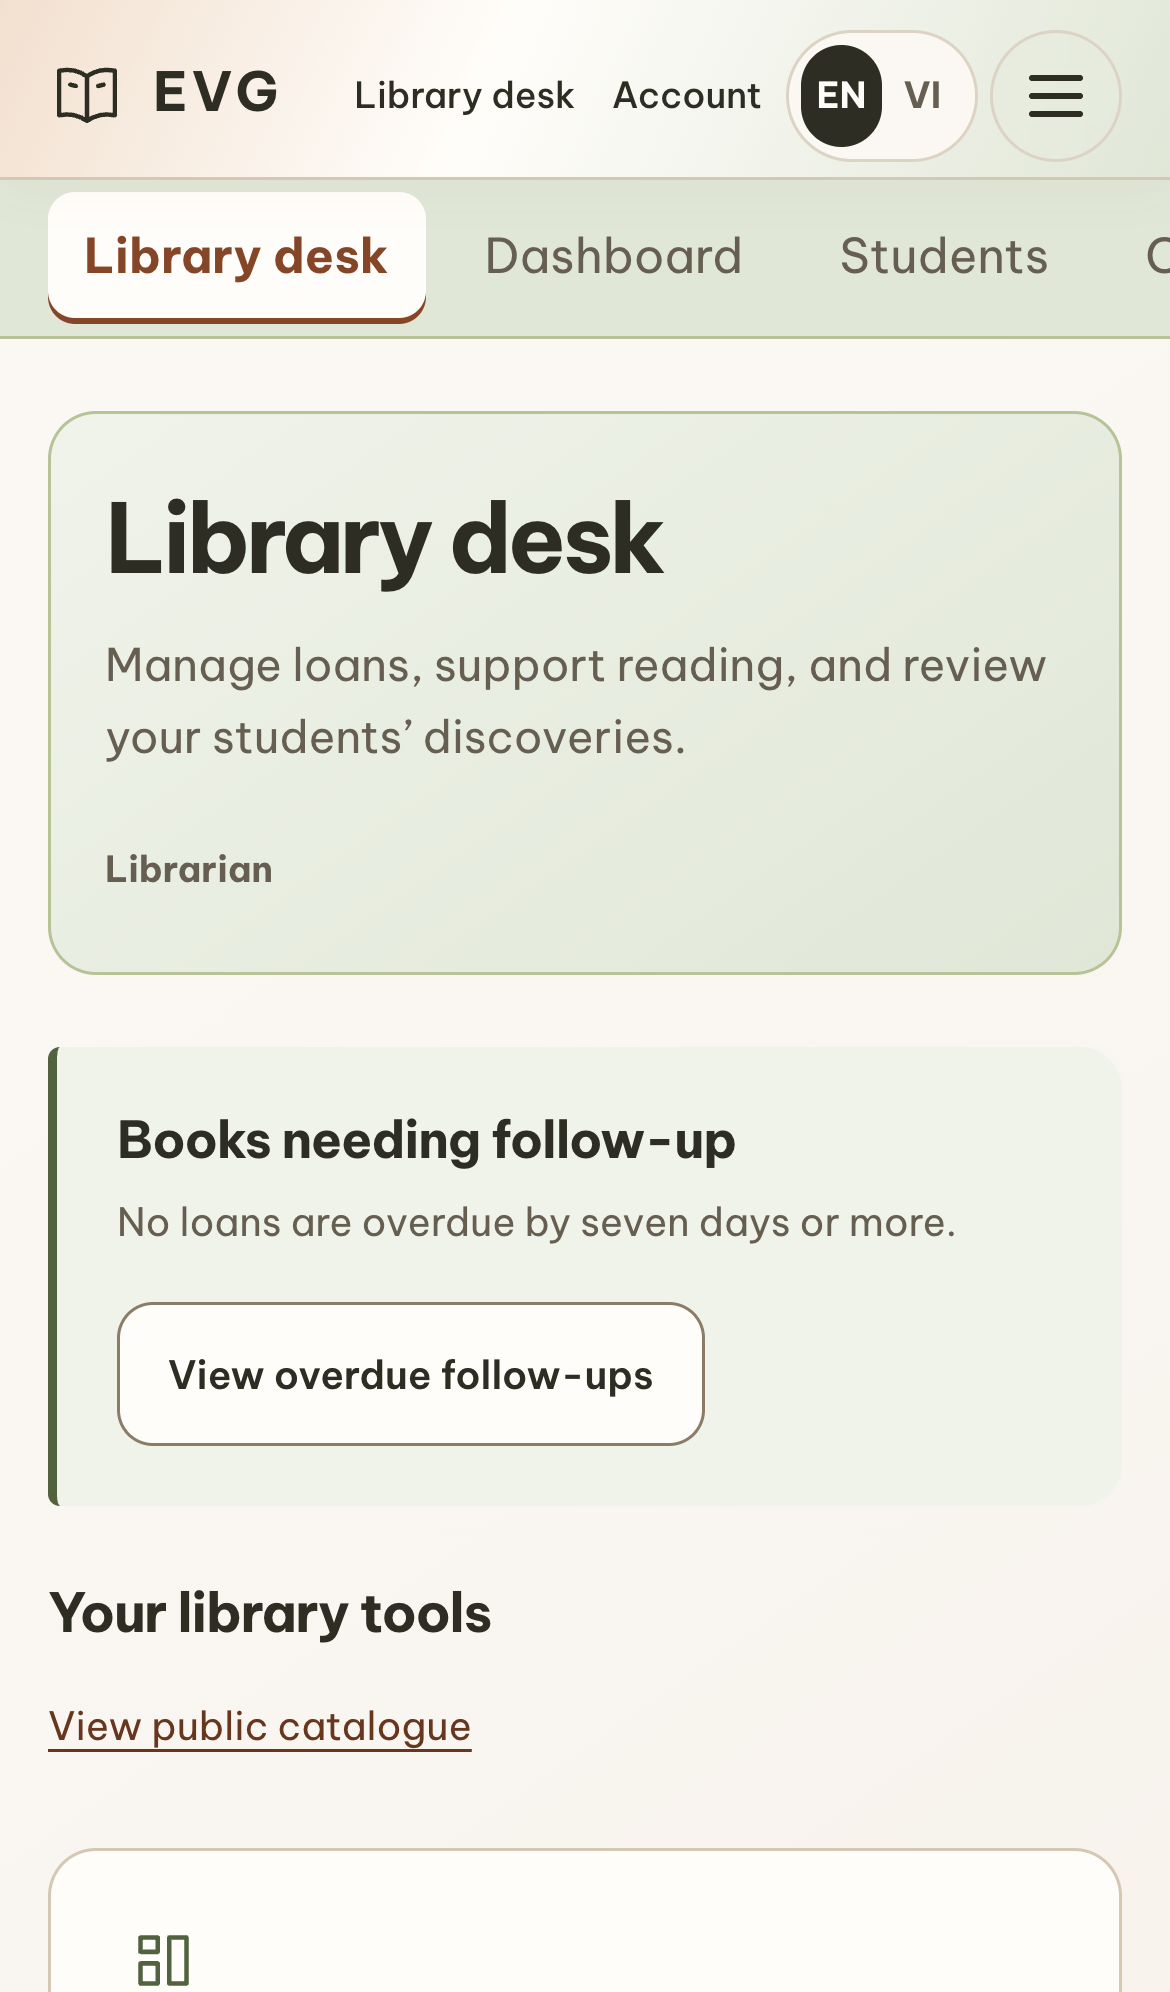 EVG
Library desk
Account
EN
VI
Library desk
Dashboard
Students
Library desk
Manage loans, support reading, and review
your students’ discoveries.
Librarian
Books needing follow-up
No loans are overdue by seven days or more.
View overdue follow-ups
Your library tools
View public catalogue